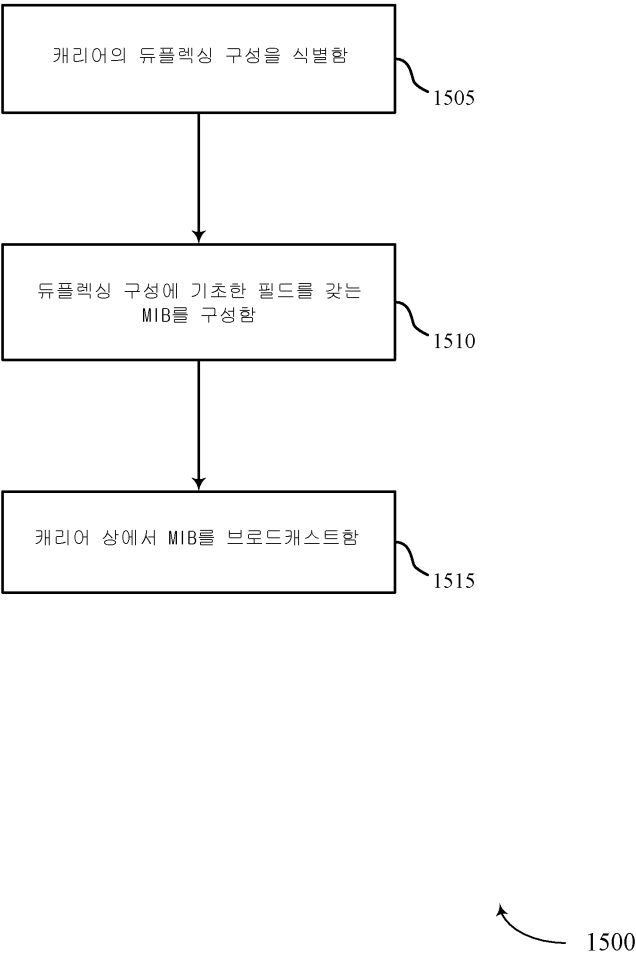 캐리어의 듀플렉싱 구성을 식별함
1505
듀플렉싱 구성에 기초한 필드를 갖는
MIB를 구성함
1510
캐리어 상에서 MIB를 브로드캐스트함
1515
1500